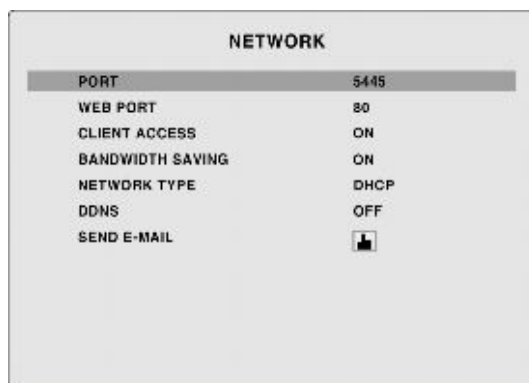 NETWORK
PORT 5445
WEB PORT 80
CLIENT ACCESS ON
BANDWIDTH SAVING ON
NETWORK TYPE DHCP
DDNS OFF
SEND E-MAIL